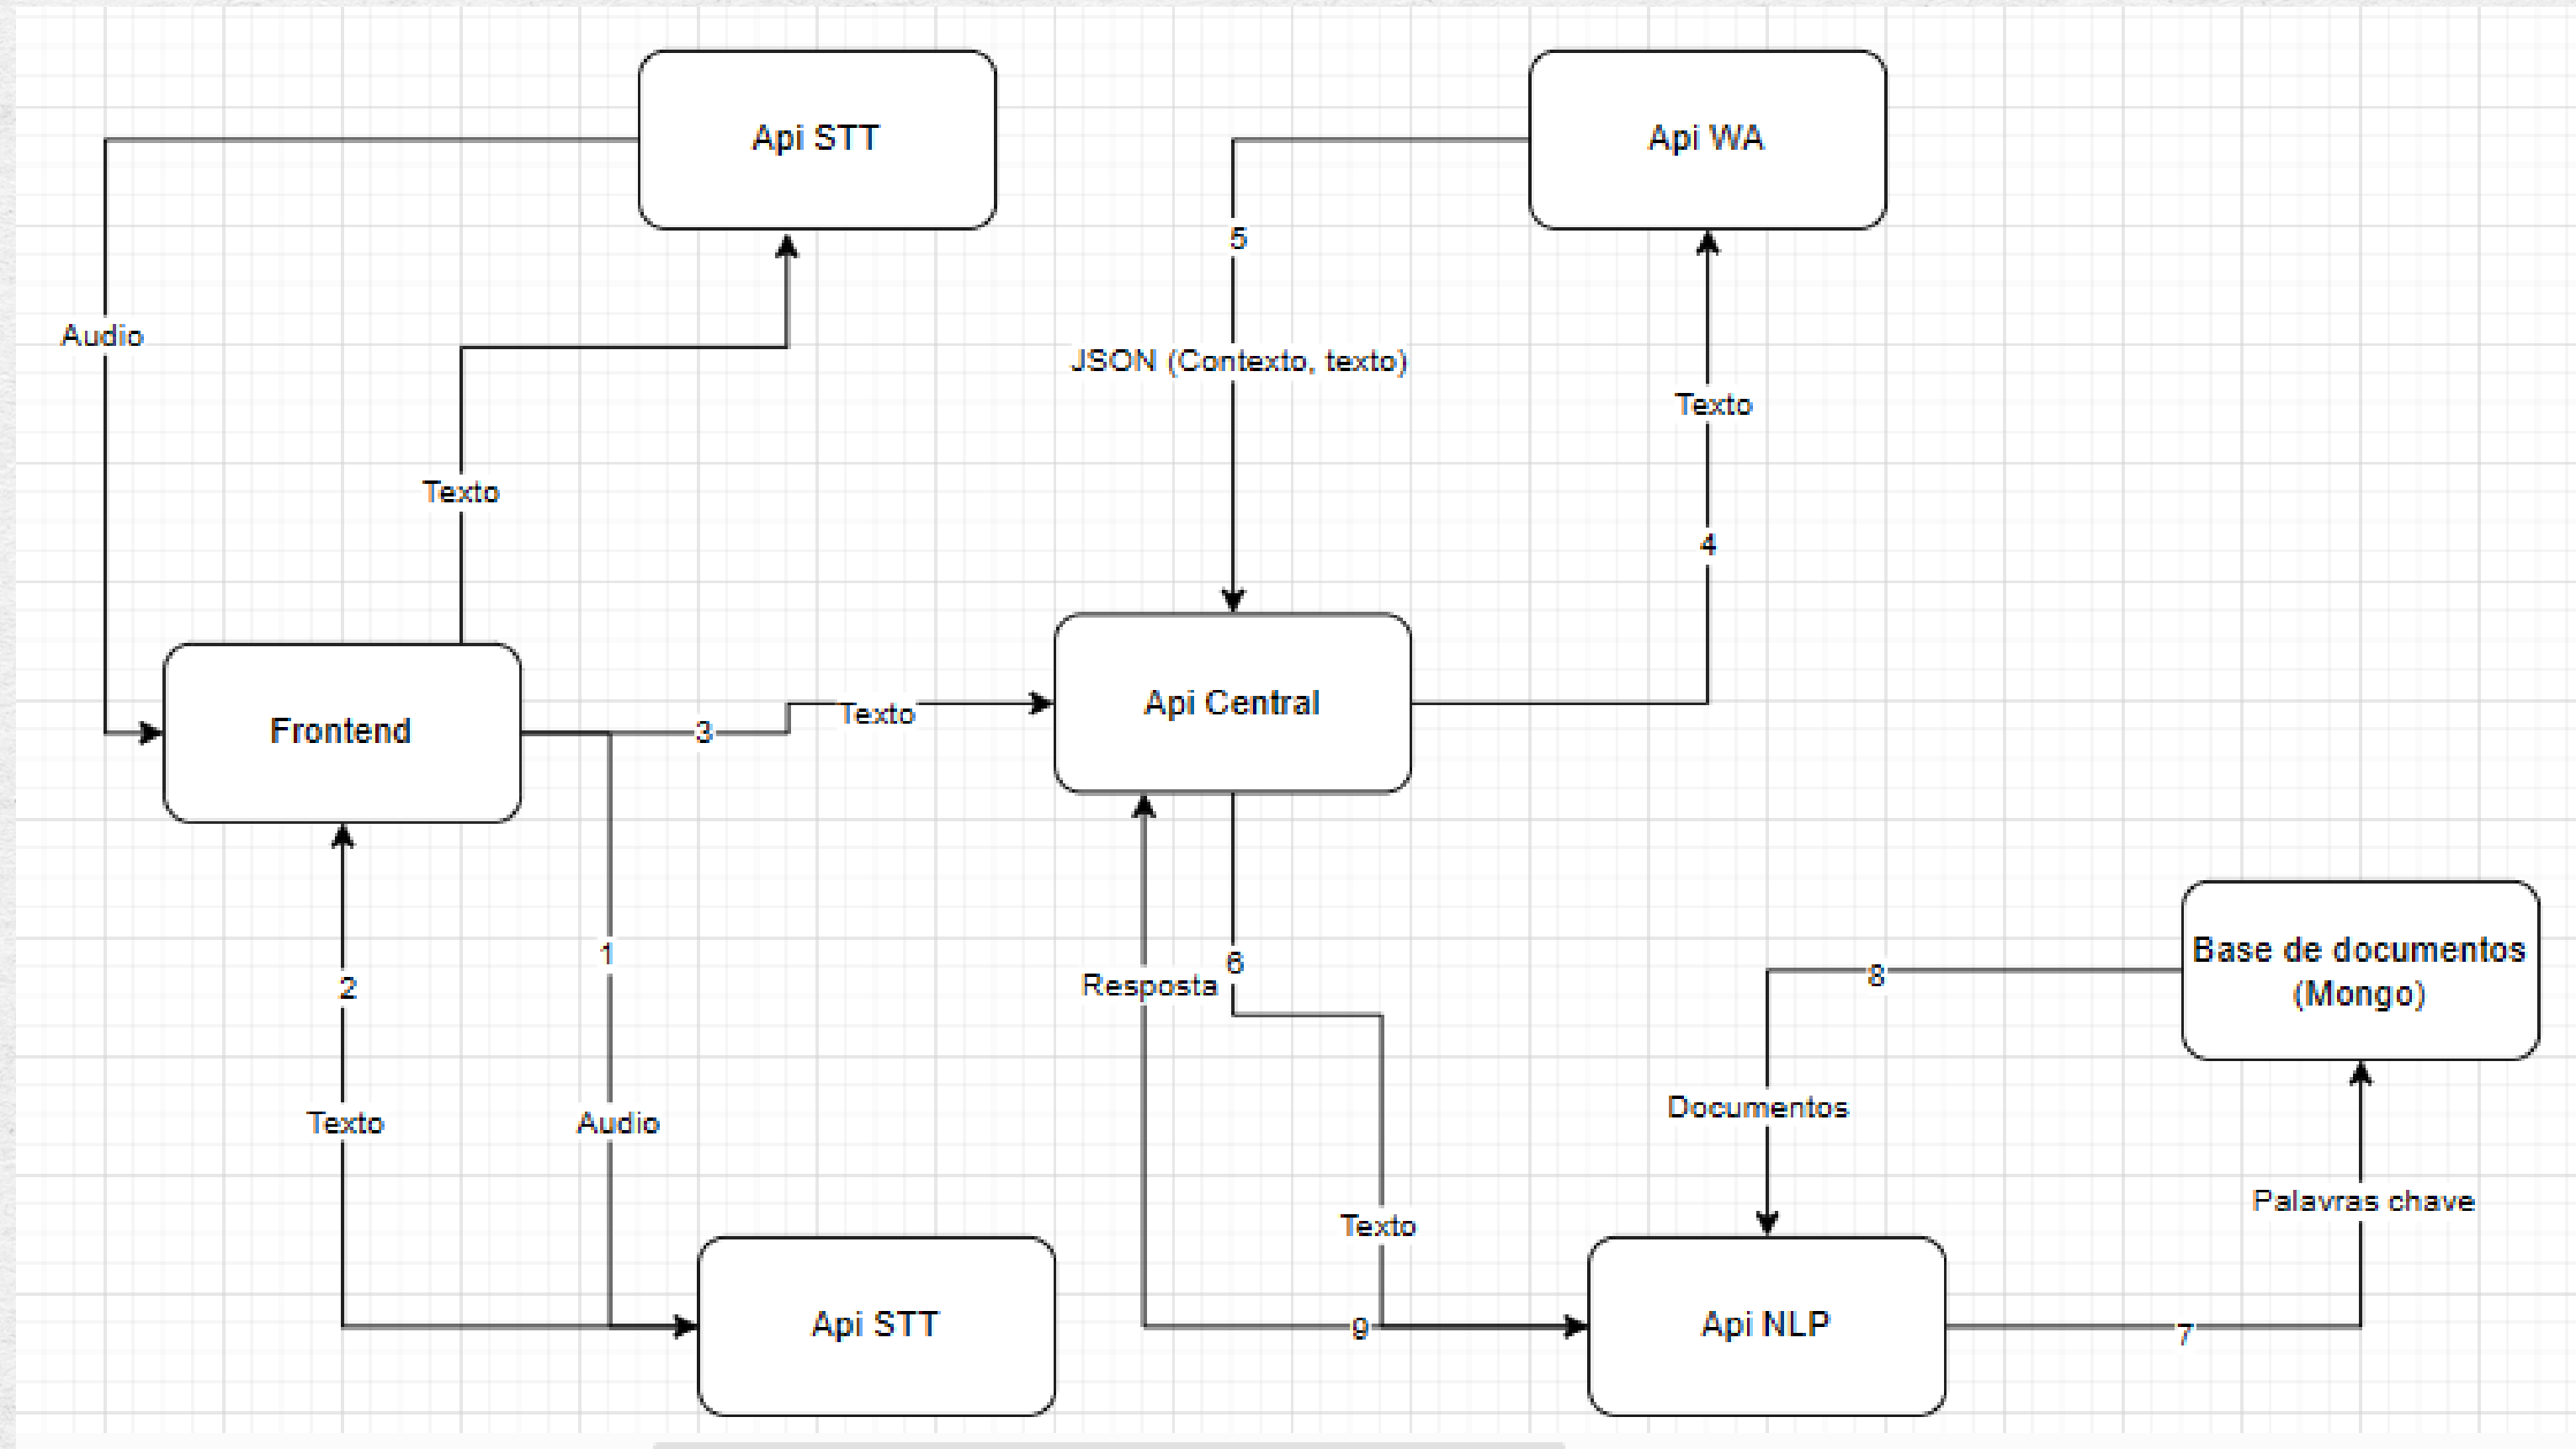 Api STT
Api WA
5
Audio
JSON (Contexto, texto)
Texto
Texto
4
Frontend
3
Texto
Api Central
1
2
Resposta
6
8
Base de documentos
(Mongo)
Texto
Audio
Documentos
Palavras chave
Texto
Api STT
9
Api NLP
7